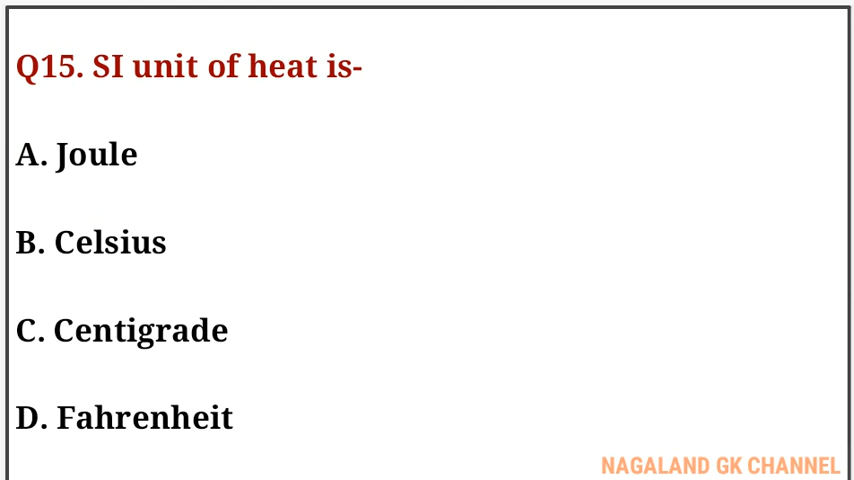 Q15. SI unit of heat is-
A. Joule
B. Celsius
C. Centigrade
D. Fahrenheit
NAGALAND GK CHANNEL